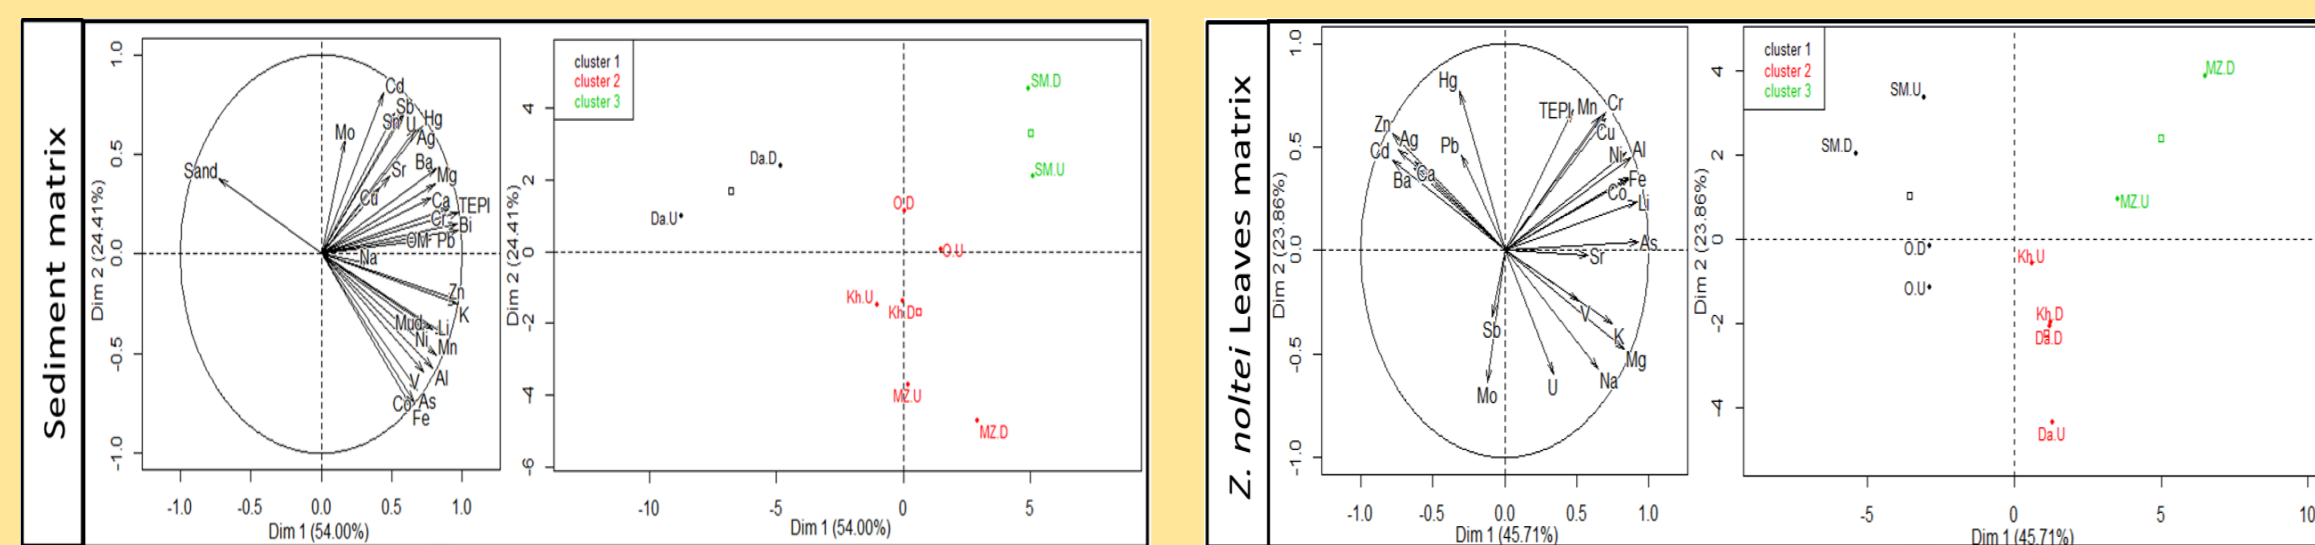 Sediment matrix
Dim 2 (24.41%)
1.0
0.5
0.0
-0.5
-1.0
Cd
Sb
Sn
U
Hg
Ag
Mo
Sand
Ba
Sr
Mg
Cu
Ca
TEPI
Cr
Bi
OM
Pb
Na
Zn
K
Mud
Li
Ni
Mn
V
Al
Co
As
Fe
-1.0 -0.5 0.0 0.5 1.0
Dim 1 (54.00%)
cluster 1
cluster 2
cluster 3
Dim 2 (24.41%)
4
2
0
-2
-4
-6
SM.D
Da.D
SM.U
Da.U
O.D
O.U
Kh.U
Kh.D
MZ.U
MZ.D
-10 -5 0 5
Dim 1 (54.00%)
Z. noltei Leaves matrix
Dim 2 (23.86%)
1.0
0.5
0.0
-0.5
-1.0
Hg
TEPI
Mn
Cr
Zn
Ag
Cu
Pb
Cd
Ni
Al
Ba
Ca
Fe
Co
Li
As
Sr
V
Sb
K
Mg
Na
U
Mo
-1.0 -0.5 0.0 0.5 1.0
Dim 1 (45.71%)
cluster 1
cluster 2
cluster 3
Dim 2 (23.86%)
4
2
0
-2
-4
MZ.D
SM.U
SM.D
MZ.U
O.D
Kh.U
O.U
Kh.D
Da.D
Da.U
-5 0 5 10
Dim 1 (45.71%)